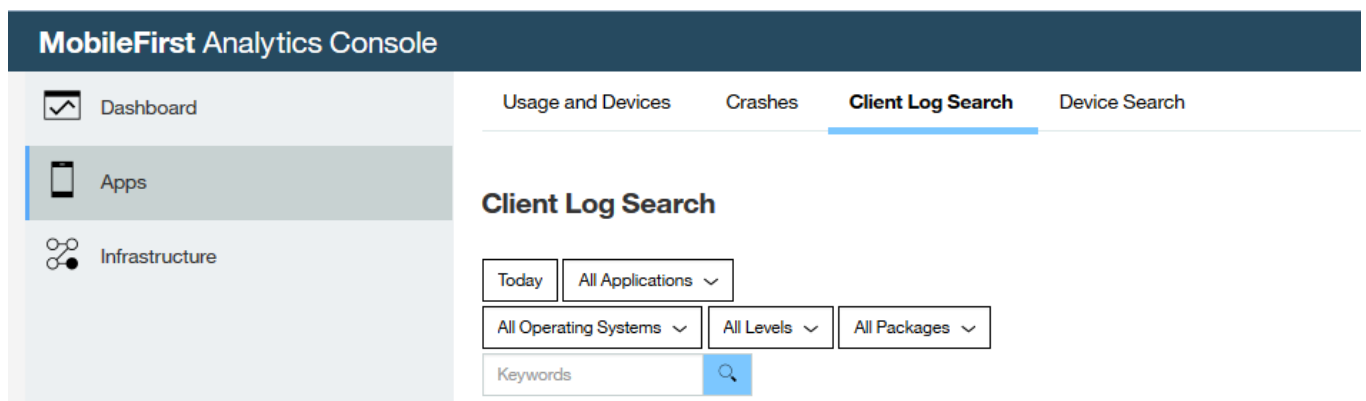 MobileFirst Analytics Console
Dashboard
Apps
Infrastructure
Usage and Devices Crashes Client Log Search Device Search
Client Log Search
Today All Applications
All Operating Systems All Levels All Packages
Keywords